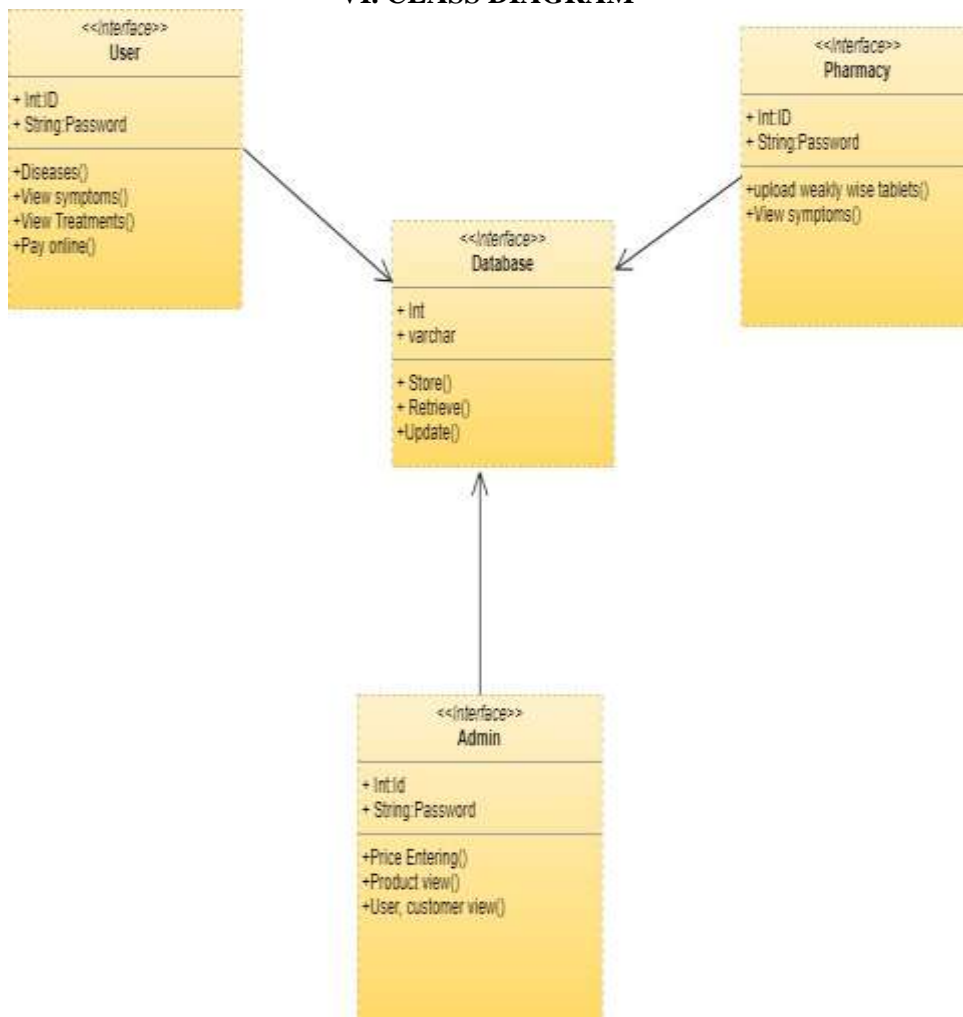 VI. CLASS DIAGRAM
<<Interface>>
User
+ Int:ID
+ String:Password
+Diseases()
+View symptoms()
+View Treatments()
+Pay online()
<<Interface>>
Pharmacy
+ Int:ID
+ String:Password
+upload weakly wise tablets()
+View symptoms()
<<Interface>>
Database
+ Int
+ varchar
+ Store()
+ Retrieve()
+Update()
<<Interface>>
Admin
+ Int:Id
+ String:Password
+Price Entering()
+Product view()
+User, customer view()